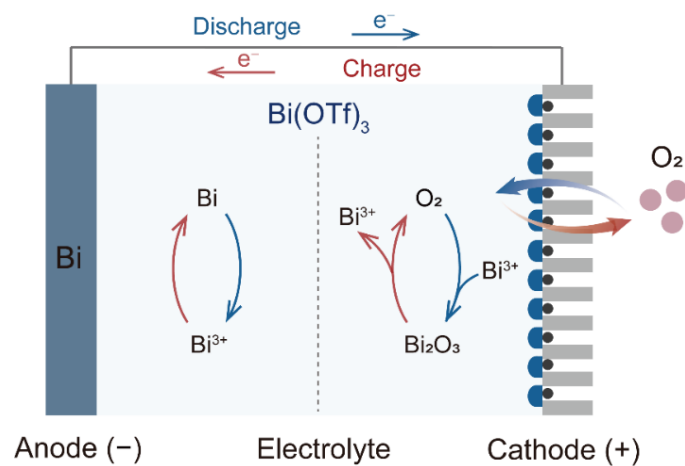 Discharge e⁻
e⁻ Charge
Bi(OTf)₃
O₂
Bi O₂
Bi³⁺
Bi
Bi³⁺
Bi³⁺ Bi₂O₃
Anode (−) Electrolyte Cathode (+)